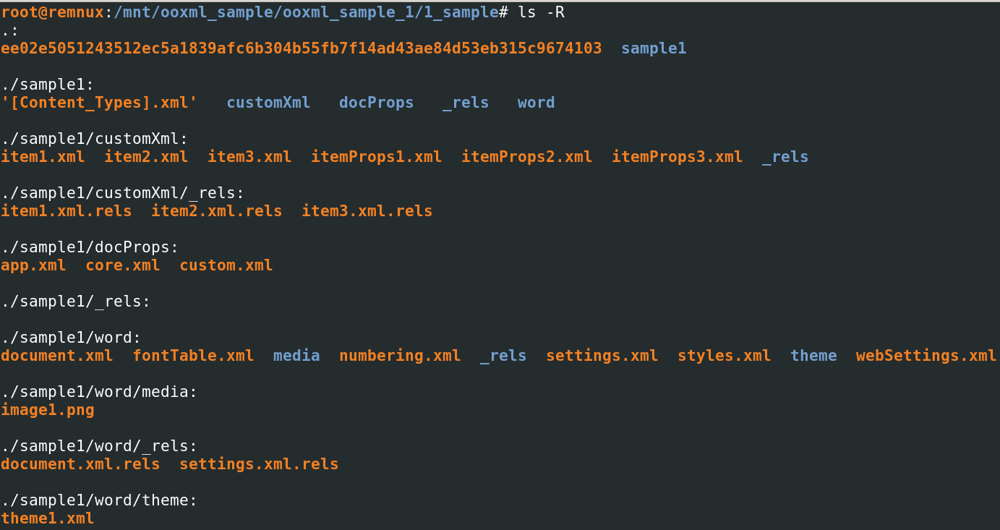 root@remnux:/mnt/ooxml_sample/ooxml_sample_1/1_sample# ls -R
.:
ee02e5051243512ec5a1839afc6b304b55fb7f14ad43ae84d53eb315c9674103  sample1
./sample1:
'[Content_Types].xml'   customXml   docProps   _rels   word
./sample1/customXml:
item1.xml  item2.xml  item3.xml  itemProps1.xml  itemProps2.xml  itemProps3.xml  _rels
./sample1/customXml/_rels:
item1.xml.rels  item2.xml.rels  item3.xml.rels
./sample1/docProps:
app.xml  core.xml  custom.xml
./sample1/_rels:
./sample1/word:
document.xml  fontTable.xml  media  numbering.xml  _rels  settings.xml  styles.xml  theme  webSettings.xml
./sample1/word/media:
image1.png
./sample1/word/_rels:
document.xml.rels  settings.xml.rels
./sample1/word/theme:
theme1.xml